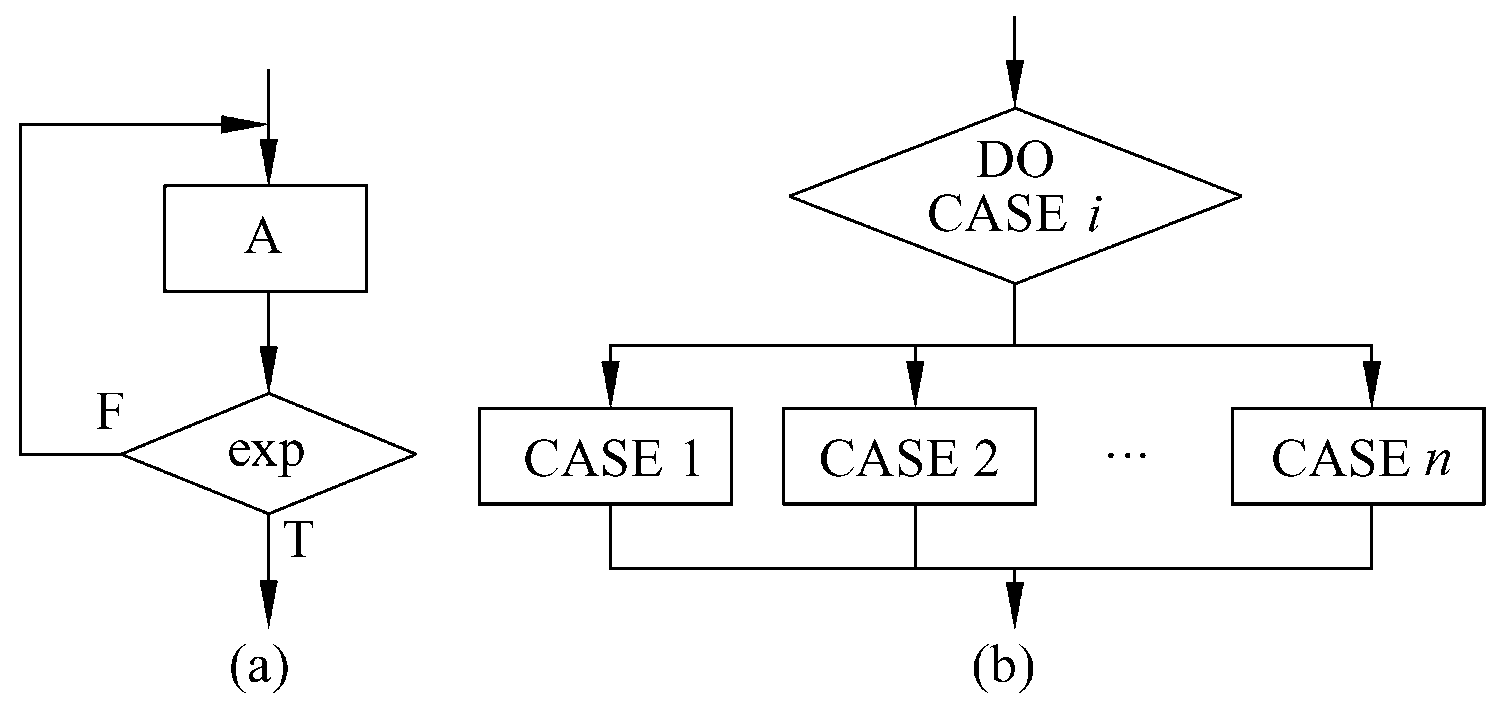 A
F
exp
T
(a)
DO
CASE i
CASE 1
CASE 2
···
CASE n
(b)